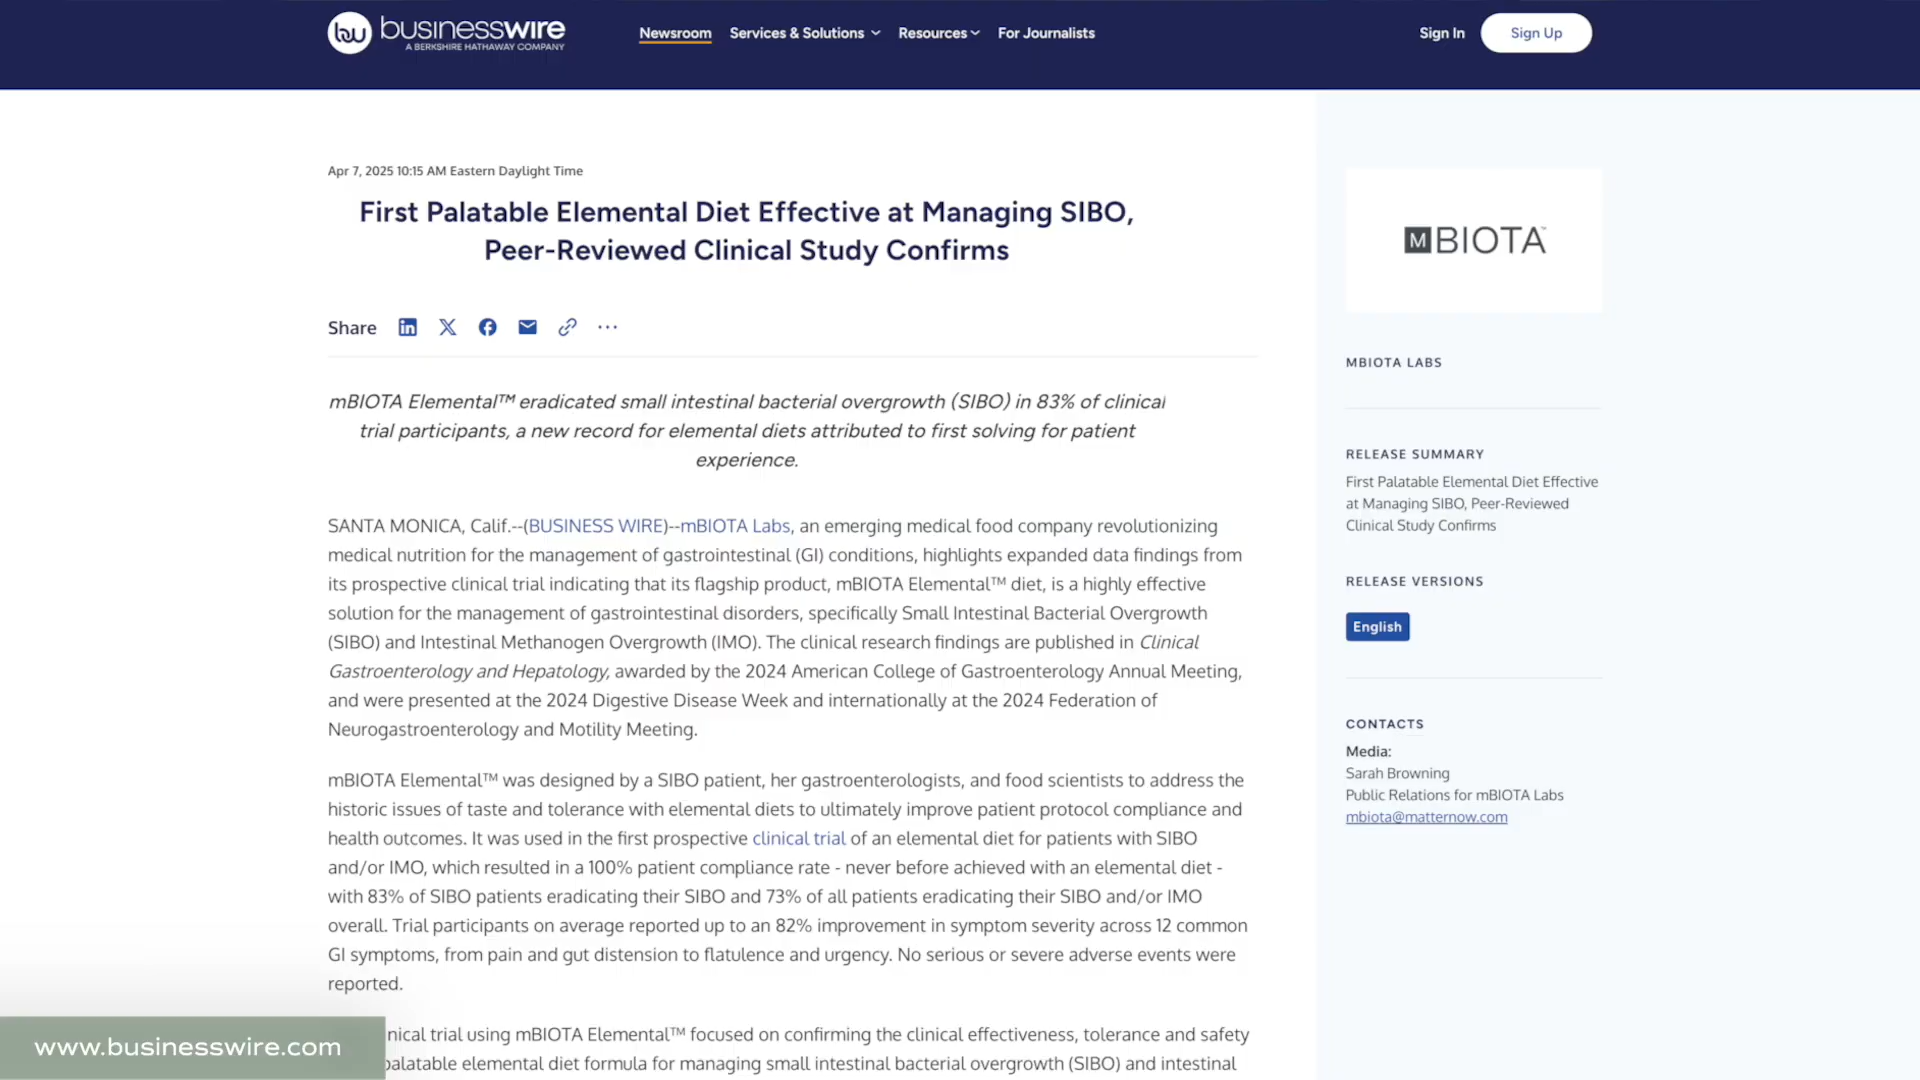 businesswire
A BERKSHIRE HATHAWAY COMPANY
Newsroom Services & Solutions Resources For Journalists
Sign In Sign Up
Apr 7, 2025 10:15 AM Eastern Daylight Time
First Palatable Elemental Diet Effective at Managing SIBO,
Peer-Reviewed Clinical Study Confirms
Share
mBIOTA Elemental™ eradicated small intestinal bacterial overgrowth (SIBO) in 83% of clinical
trial participants, a new record for elemental diets attributed to first solving for patient
experience.
SANTA MONICA, Calif.--(BUSINESS WIRE)--mBIOTA Labs, an emerging medical food company revolutionizing
medical nutrition for the management of gastrointestinal (GI) conditions, highlights expanded data findings from
its prospective clinical trial indicating that its flagship product, mBIOTA Elemental™ diet, is a highly effective
solution for the management of gastrointestinal disorders, specifically Small Intestinal Bacterial Overgrowth
(SIBO) and Intestinal Methanogen Overgrowth (IMO). The clinical research findings are published in Clinical
Gastroenterology and Hepatology, awarded by the 2024 American College of Gastroenterology Annual Meeting,
and were presented at the 2024 Digestive Disease Week and internationally at the 2024 Federation of
Neurogastroenterology and Motility Meeting.
mBIOTA Elemental™ was designed by a SIBO patient, her gastroenterologists, and food scientists to address the
historic issues of taste and tolerance with elemental diets to ultimately improve patient protocol compliance and
health outcomes. It was used in the first prospective clinical trial of an elemental diet for patients with SIBO
and/or IMO, which resulted in a 100% patient compliance rate - never before achieved with an elemental diet -
with 83% of SIBO patients eradicating their SIBO and 73% of all patients eradicating their SIBO and/or IMO
overall. Trial participants on average reported up to an 82% improvement in symptom severity across 12 common
GI symptoms, from pain and gut distension to flatulence and urgency. No serious or severe adverse events were
reported.
nical trial using mBIOTA Elemental™ focused on confirming the clinical effectiveness, tolerance and safety
palatable elemental diet formula for managing small intestinal bacterial overgrowth (SIBO) and intestinal
www.businesswire.com
MBIOTA
MBIOTA LABS
RELEASE SUMMARY
First Palatable Elemental Diet Effective
at Managing SIBO, Peer-Reviewed
Clinical Study Confirms
RELEASE VERSIONS
English
CONTACTS
Media:
Sarah Browning
Public Relations for mBIOTA Labs
mbiota@matternow.com